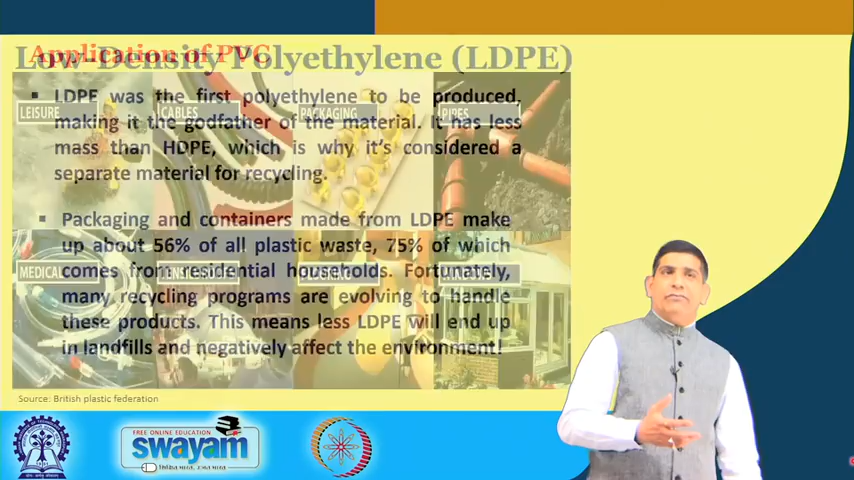 Application of PVC
Low-Density Polyethylene (LDPE)
▪ LDPE was the first polyethylene to be produced,
making it the godfather of the material. It has less
mass than HDPE, which is why it's considered a
separate material for recycling.
▪ Packaging and containers made from LDPE make
up about 56% of all plastic waste, 75% of which
comes from residential households. Fortunately,
many recycling programs are evolving to handle
these products. This means less LDPE will end up
in landfills and negatively affect the environment!
LEISURE
CABLES
PACKAGING
PIPES
MEDICAL
Source: British plastic federation
FREE ONLINE EDUCATION
swayam